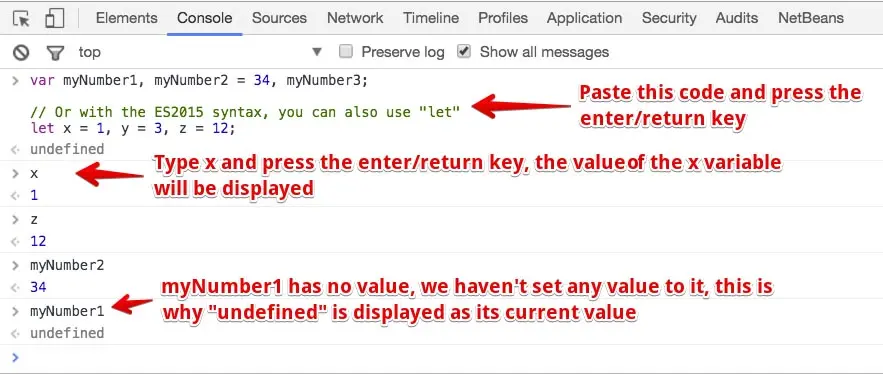 Elements Console Sources Network Timeline Profiles Application Security Audits NetBeans
top Preserve log Show all messages
> var myNumber1, myNumber2 = 34, myNumber3;
// Or with the ES2015 syntax, you can also use "let"
let x = 1, y = 3, z = 12;
undefined
Paste this code and press the
enter/return key
> x
1
Type x and press the enter/return key, the value of the x variable
will be displayed
> z
12
> myNumber2
34
> myNumber1
undefined
myNumber1 has no value, we haven't set any value to it, this is
why "undefined" is displayed as its current value
>